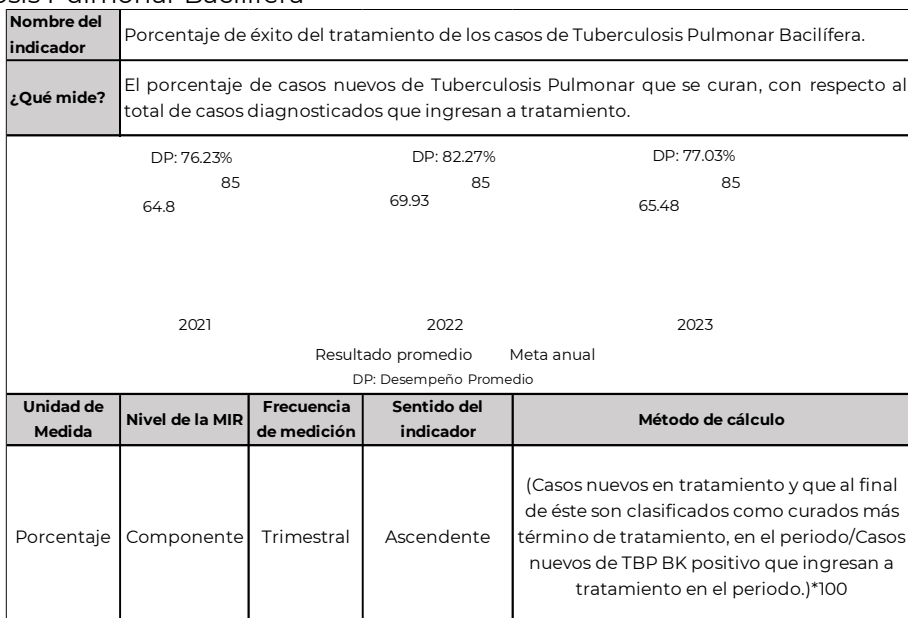 Nombre del
indicador
Porcentaje de éxito del tratamiento de los casos de Tuberculosis Pulmonar Bacilífera.
¿Qué mide?
El porcentaje de casos nuevos de Tuberculosis Pulmonar que se curan, con respecto al
total de casos diagnosticados que ingresan a tratamiento.
DP: 76.23% DP: 82.27% DP: 77.03%
85 85 85
64.8 69.93 65.48
2021 2022 2023
Resultado promedio Meta anual
DP: Desempeño Promedio
Unidad de
Medida
Nivel de la MIR
Frecuencia
de medición
Sentido del
indicador
Método de cálculo
Porcentaje
Componente
Trimestral
Ascendente
(Casos nuevos en tratamiento y que al final
de éste son clasificados como curados más
término de tratamiento, en el periodo/Casos
nuevos de TBP BK positivo que ingresan a
tratamiento en el periodo.)*100